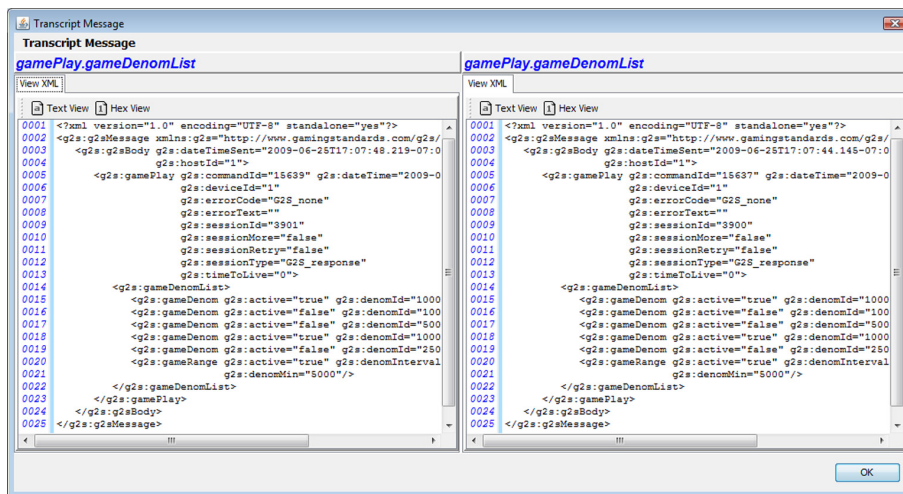 Transcript Message
Transcript Message
gamePlay.gameDenomList
View XML
Text View Hex View
0001 <?xml version="1.0" encoding="UTF-8" standalone="yes"?>
0002 <g2s:g2sMessage xmlns:g2s="http://www.gamingstandards.com/g2s/
0003 <g2s:g2sBody g2s:dateTimeSent="2009-06-25T17:07:48.219-07:0
0004 g2s:hostId="1">
0005 <g2s:gamePlay g2s:commandId="15639" g2s:dateTime="2009-0
0006 g2s:deviceId="1"
0007 g2s:errorCode="G2S_none"
0008 g2s:errorText=""
0009 g2s:sessionId="3901"
0010 g2s:sessionMore="false"
0011 g2s:sessionRetry="false"
0012 g2s:sessionType="G2S_response"
0013 g2s:timeToLive="0">
0014 <g2s:gameDenomList>
0015 <g2s:gameDenom g2s:active="true" g2s:denomId="1000
0016 <g2s:gameDenom g2s:active="false" g2s:denomId="100
0017 <g2s:gameDenom g2s:active="false" g2s:denomId="500
0018 <g2s:gameDenom g2s:active="true" g2s:denomId="1000
0019 <g2s:gameDenom g2s:active="false" g2s:denomId="250
0020 <g2s:gameRange g2s:active="true" g2s:denomInterval
0021 g2s:denomMin="5000"/>
0022 </g2s:gameDenomList>
0023 </g2s:gamePlay>
0024 </g2s:g2sBody>
0025 </g2s:g2sMessage>
gamePlay.gameDenomList
View XML
Text View Hex View
0001 <?xml version="1.0" encoding="UTF-8" standalone="yes"?>
0002 <g2s:g2sMessage xmlns:g2s="http://www.gamingstandards.com/g2s/
0003 <g2s:g2sBody g2s:dateTimeSent="2009-06-25T17:07:44.145-07:0
0004 g2s:hostId="1">
0005 <g2s:gamePlay g2s:commandId="15637" g2s:dateTime="2009-0
0006 g2s:deviceId="1"
0007 g2s:errorCode="G2S_none"
0008 g2s:errorText=""
0009 g2s:sessionId="3900"
0010 g2s:sessionMore="false"
0011 g2s:sessionRetry="false"
0012 g2s:sessionType="G2S_response"
0013 g2s:timeToLive="0">
0014 <g2s:gameDenomList>
0015 <g2s:gameDenom g2s:active="true" g2s:denomId="1000
0016 <g2s:gameDenom g2s:active="false" g2s:denomId="100
0017 <g2s:gameDenom g2s:active="false" g2s:denomId="500
0018 <g2s:gameDenom g2s:active="true" g2s:denomId="1000
0019 <g2s:gameDenom g2s:active="false" g2s:denomId="250
0020 <g2s:gameRange g2s:active="true" g2s:denomInterval
0021 g2s:denomMin="5000"/>
0022 </g2s:gameDenomList>
0023 </g2s:gamePlay>
0024 </g2s:g2sBody>
0025 </g2s:g2sMessage>
OK